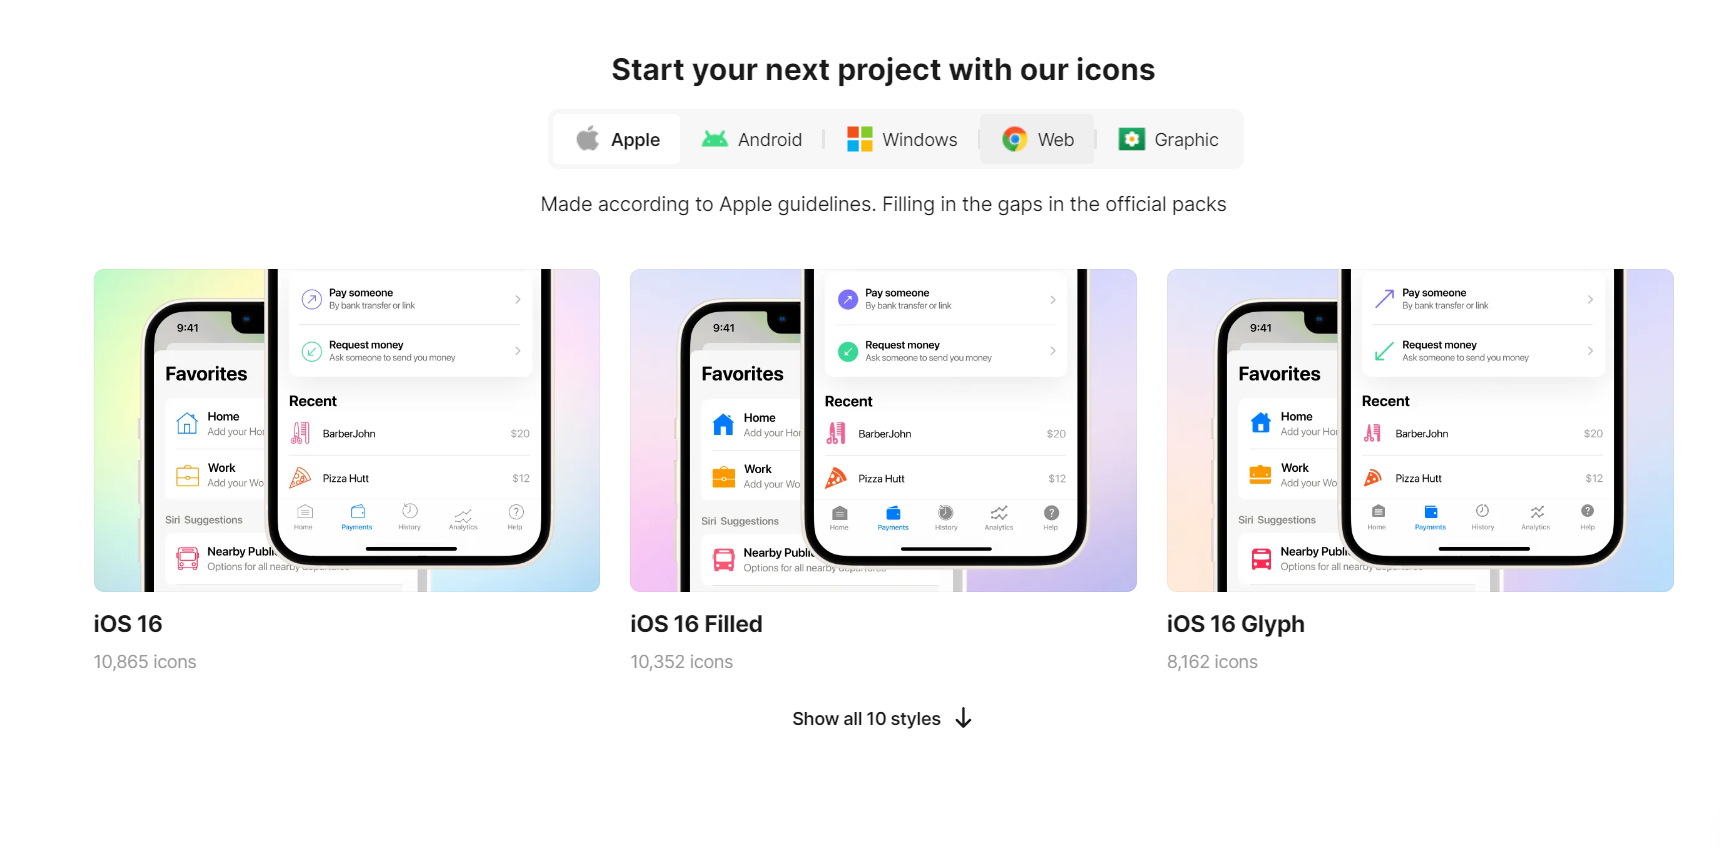 Start your next project with our icons
Apple
Android
Windows
Web
Graphic
Made according to Apple guidelines. Filling in the gaps in the official packs
9:41
Favorites
Home
Add your Ho
Work
Add your Wo
Siri Suggestions
Nearby Publi
Options for all nearby departures
Pay someone
By bank transfer or link
Request money
Ask someone to send you money
Recent
BarberJohn $20
Pizza Hutt $12
Home Payments History Analytics Help
iOS 16
10,865 icons
9:41
Favorites
Home
Add your Ho
Work
Add your Wo
Siri Suggestions
Nearby Publi
Options for all nearby departures
Pay someone
By bank transfer or link
Request money
Ask someone to send you money
Recent
BarberJohn $20
Pizza Hutt $12
Home Payments History Analytics Help
iOS 16 Filled
10,352 icons
9:41
Favorites
Home
Add your Ho
Work
Add your Wo
Siri Suggestions
Nearby Publi
Options for all nearby departures
Pay someone
By bank transfer or link
Request money
Ask someone to send you money
Recent
BarberJohn $20
Pizza Hutt $12
Home Payments History Analytics Help
iOS 16 Glyph
8,162 icons
Show all 10 styles